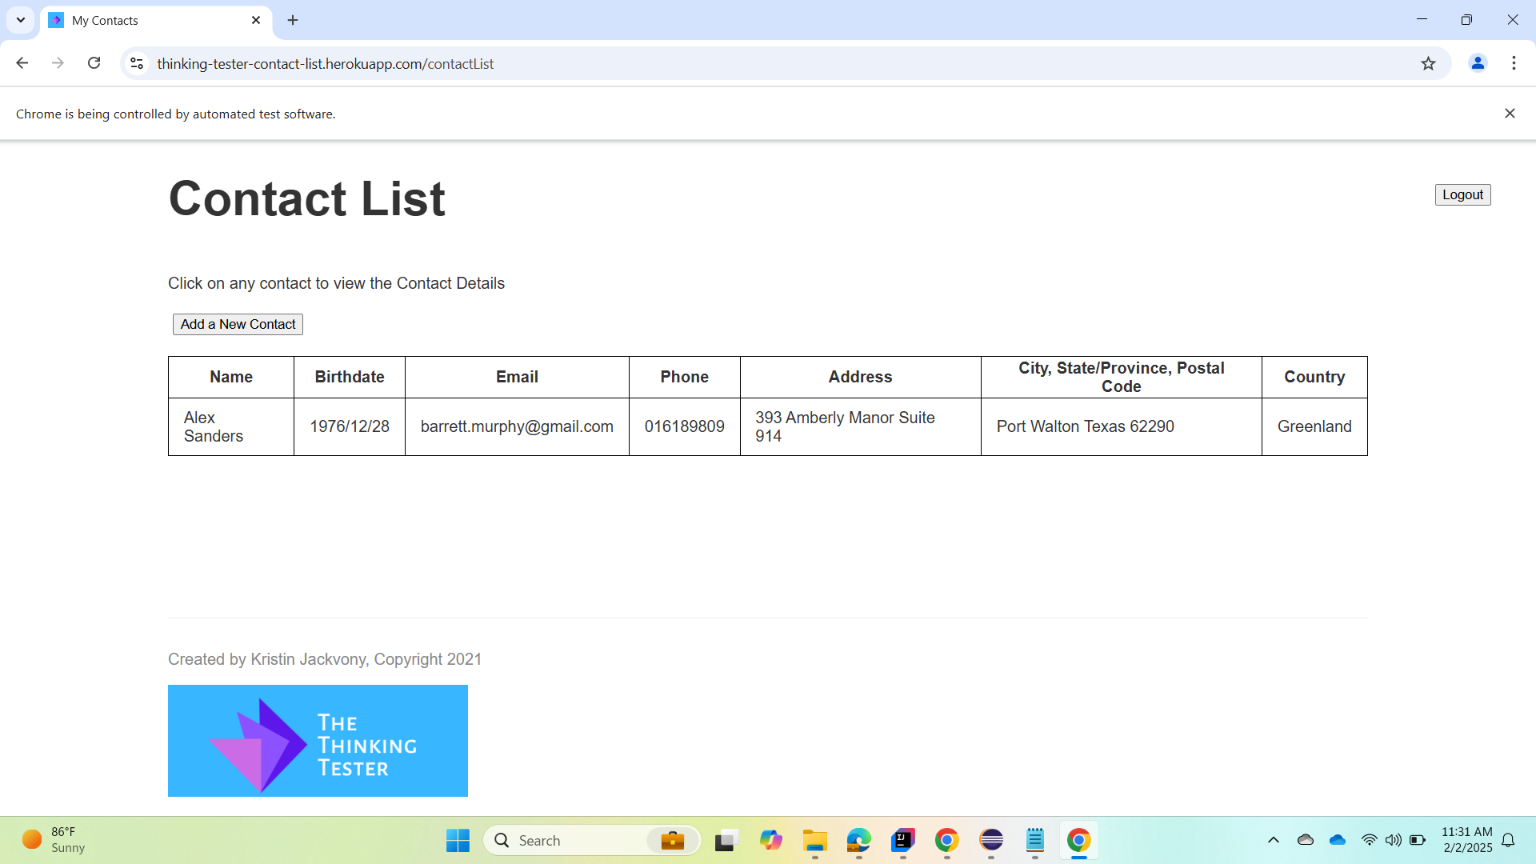 My Contacts
thinking-tester-contact-list.herokuapp.com/contactList
Chrome is being controlled by automated test software.
Contact List
Logout
Click on any contact to view the Contact Details
Add a New Contact
Name Birthdate Email Phone Address City, State/Province, Postal Code Country
Alex Sanders 1976/12/28 barrett.murphy@gmail.com 016189809 393 Amberly Manor Suite 914 Port Walton Texas 62290 Greenland
Created by Kristin Jackvony, Copyright 2021
THE
THINKING
TESTER
86°F
Sunny
Search
11:31 AM
2/2/2025